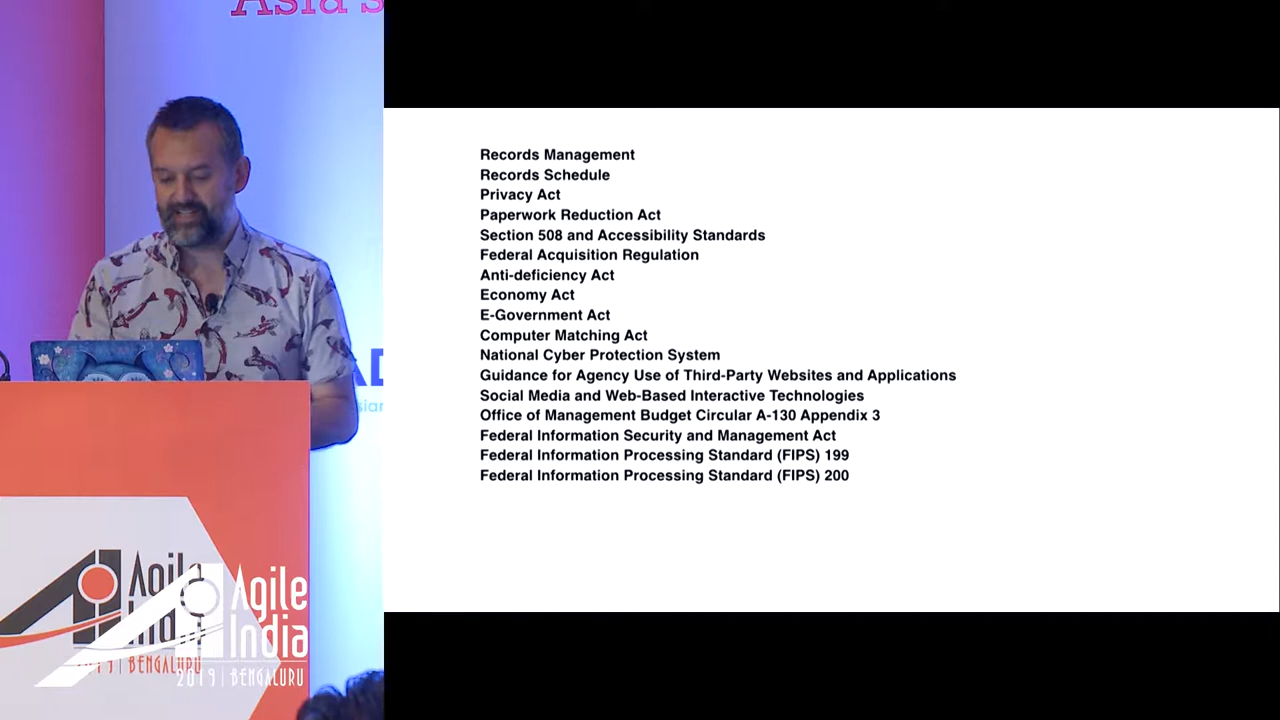 Asia's
Records Management
Records Schedule
Privacy Act
Paperwork Reduction Act
Section 508 and Accessibility Standards
Federal Acquisition Regulation
Anti-deficiency Act
Economy Act
E-Government Act
Computer Matching Act
National Cyber Protection System
Guidance for Agency Use of Third-Party Websites and Applications
Social Media and Web-Based Interactive Technologies
Office of Management Budget Circular A-130 Appendix 3
Federal Information Security and Management Act
Federal Information Processing Standard (FIPS) 199
Federal Information Processing Standard (FIPS) 200
Agile
India
BENGALURU
Agile
India
2019 | BENGALURU